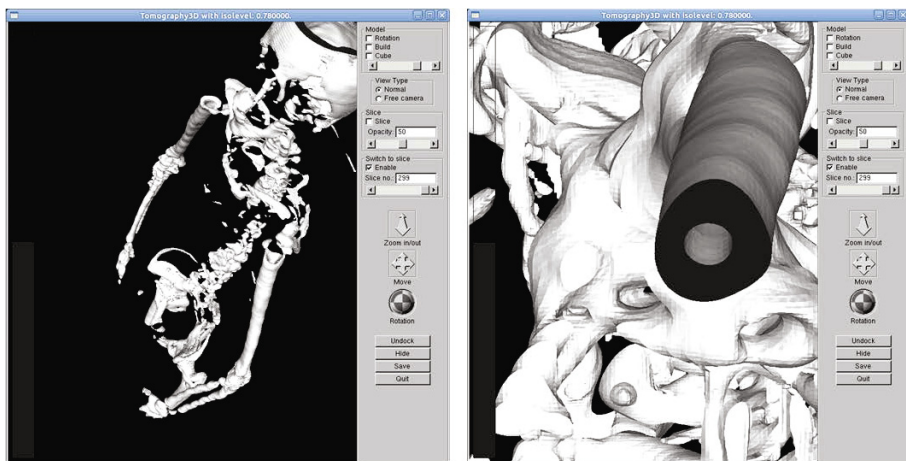 Tomography3D with isolevel: 0.780000.
Model
Rotation
Build
Cube
View Type
Normal
Free camera
Slice
Slice
Opacity: 50
Switch to slice
Enable
Slice no.: 299
Zoom in/out
Move
Rotation
Undock
Hide
Save
Quit
Tomography3D with isolevel: 0.780000.
Model
Rotation
Build
Cube
View Type
Normal
Free camera
Slice
Slice
Opacity: 50
Switch to slice
Enable
Slice no.: 299
Zoom in/out
Move
Rotation
Undock
Hide
Save
Quit